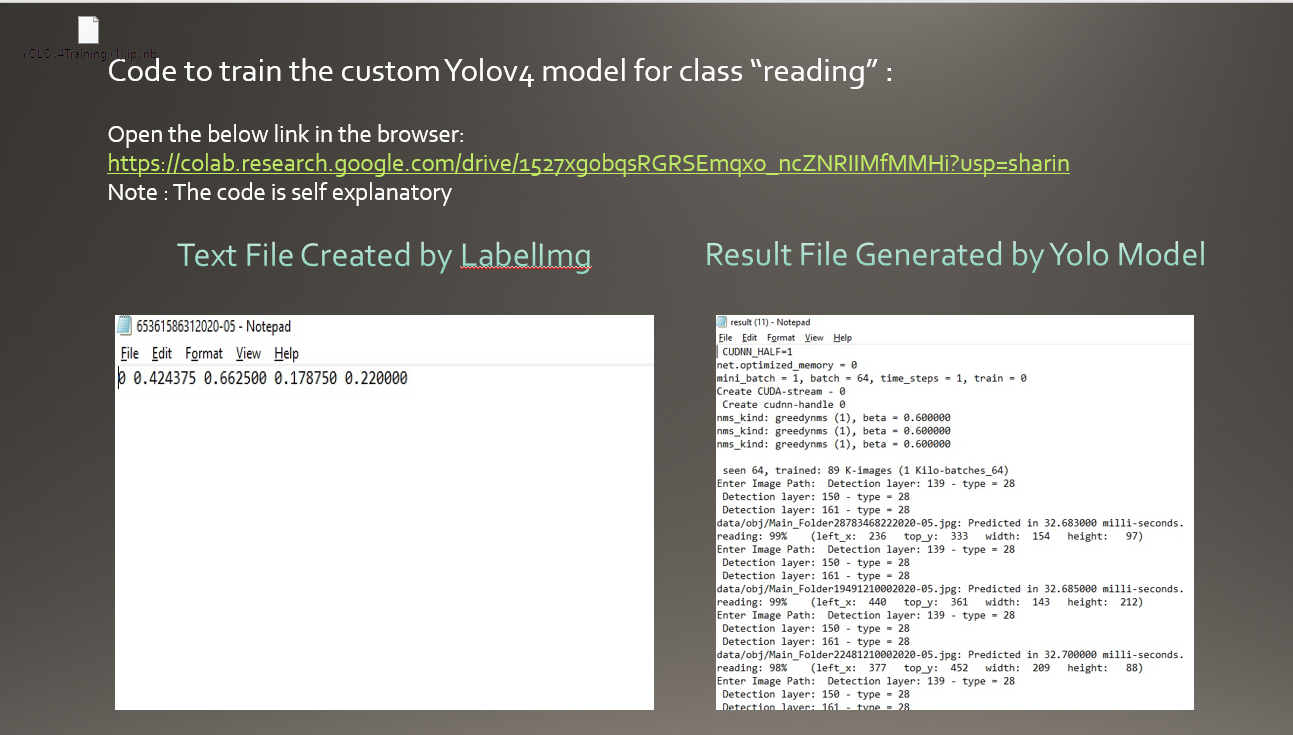 YOLOv4Training (1).ipynb
Code to train the custom Yolov4 model for class “reading” :
Open the below link in the browser:
https://colab.research.google.com/drive/1527xgobqsRGRSEmqxo_ncZNRIIMfMMHi?usp=sharin
Note : The code is self explanatory
Text File Created by LabelImg
65361586312020-05 - Notepad
File Edit Format View Help
0 0.424375 0.662500 0.178750 0.220000
Result File Generated by Yolo Model
result (11) - Notepad
File Edit Format View Help
CUDNN_HALF=1
net.optimized_memory = 0
mini_batch = 1, batch = 64, time_steps = 1, train = 0
Create CUDA-stream - 0
Create cudnn-handle 0
nms_kind: greedynms (1), beta = 0.600000
nms_kind: greedynms (1), beta = 0.600000
nms_kind: greedynms (1), beta = 0.600000
seen 64, trained: 89 K-images (1 Kilo-batches_64)
Enter Image Path: Detection layer: 139 - type = 28
Detection layer: 150 - type = 28
Detection layer: 161 - type = 28
data/obj/Main_Folder28783468222020-05.jpg: Predicted in 32.683000 milli-seconds.
reading: 99% (left_x: 236 top_y: 333 width: 154 height: 97)
Enter Image Path: Detection layer: 139 - type = 28
Detection layer: 150 - type = 28
Detection layer: 161 - type = 28
data/obj/Main_Folder19491210002020-05.jpg: Predicted in 32.685000 milli-seconds.
reading: 99% (left_x: 440 top_y: 361 width: 143 height: 212)
Enter Image Path: Detection layer: 139 - type = 28
Detection layer: 150 - type = 28
Detection layer: 161 - type = 28
data/obj/Main_Folder22481210002020-05.jpg: Predicted in 32.700000 milli-seconds.
reading: 98% (left_x: 377 top_y: 452 width: 209 height: 88)
Enter Image Path: Detection layer: 139 - type = 28
Detection layer: 150 - type = 28
Detection layer: 161 - type = 28